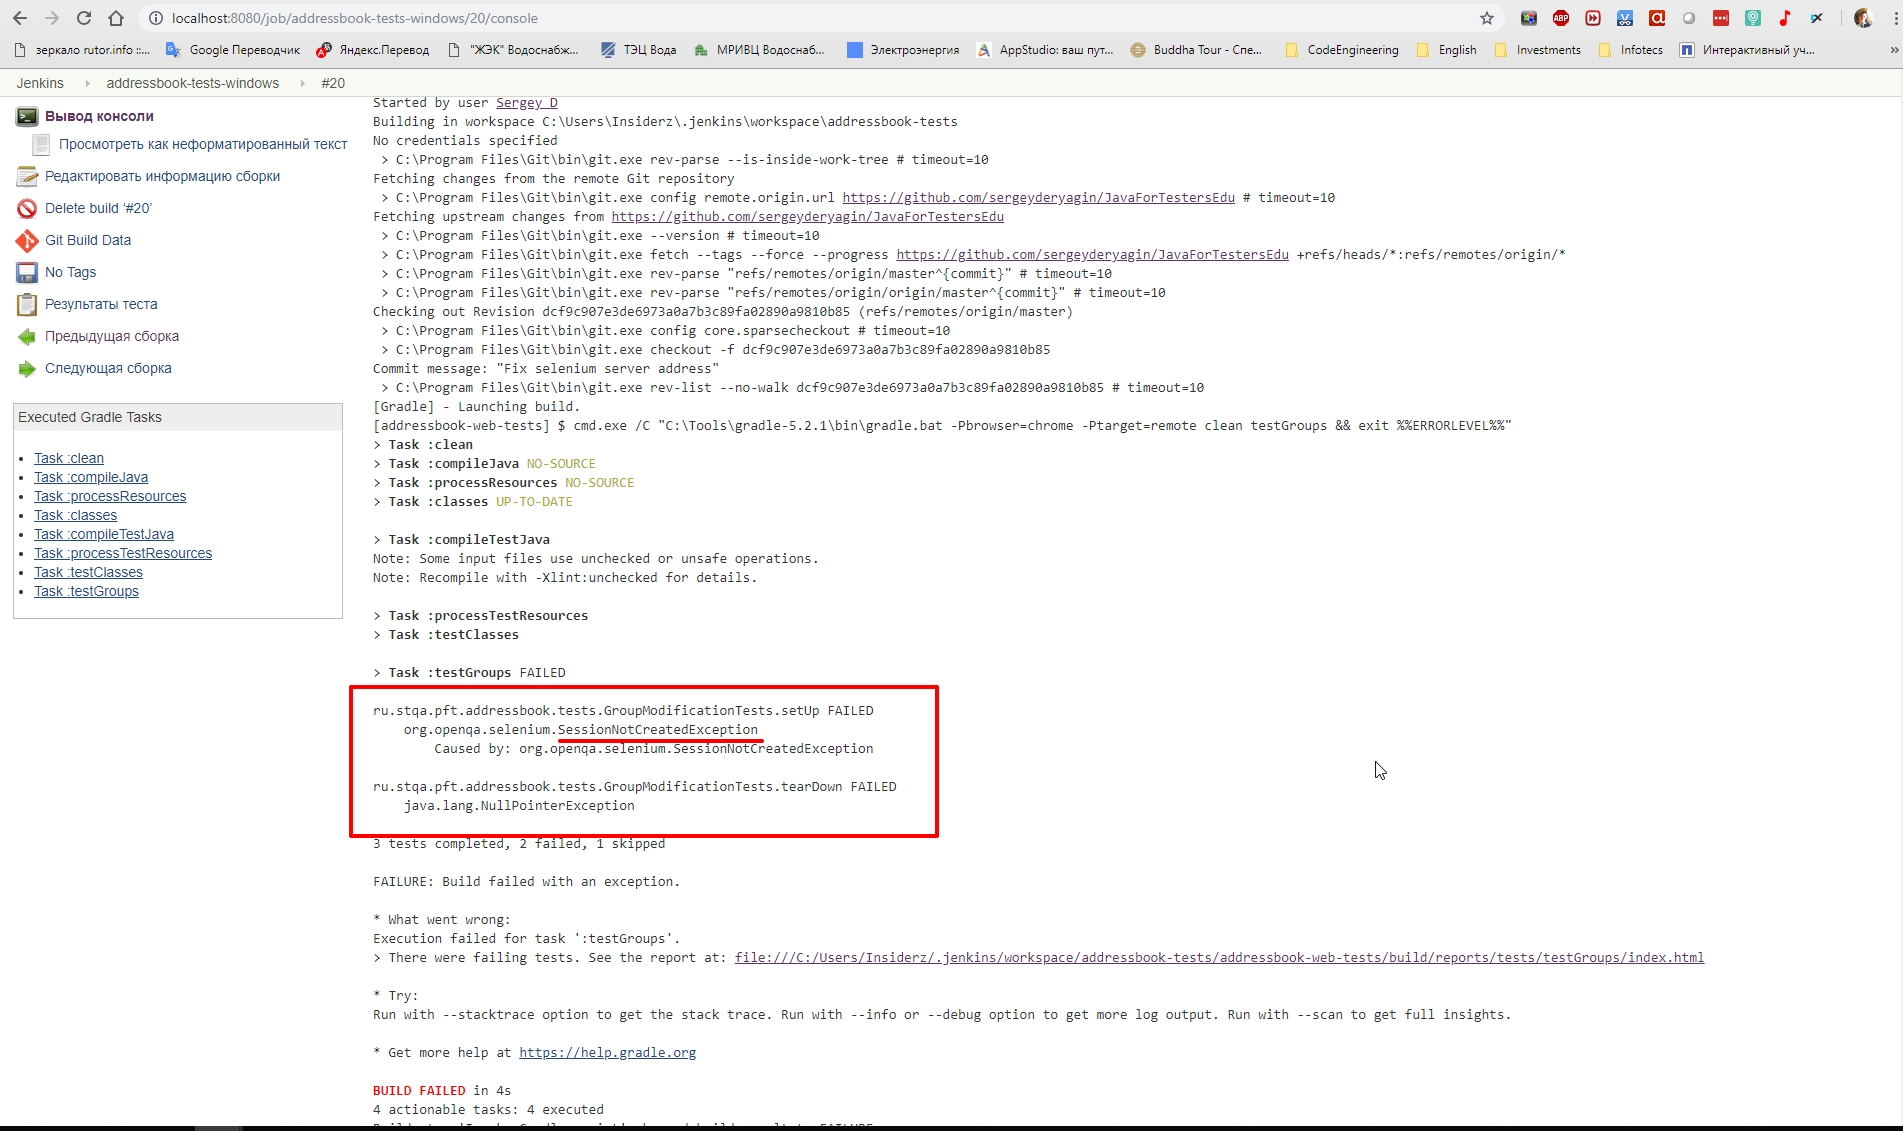 localhost:8080/job/addressbook-tests-windows/20/console
зеркало rutor.info ::...
Google Переводчик
Яндекс.Перевод
"ЖЭК" Водоснабж...
ТЭЦ Вода
МРИВЦ Водоснаб...
Электроэнергия
AppStudio: ваш пут...
Buddha Tour - Спе...
CodeEngineering
English
Investments
Infotecs
Интерактивный уч...
Jenkins
addressbook-tests-windows
#20
Вывод консоли
Просмотреть как неформатированный текст
Редактировать информацию сборки
Delete build ‘#20’
Git Build Data
No Tags
Результаты теста
Предыдущая сборка
Следующая сборка
Executed Gradle Tasks
Task :clean
Task :compileJava
Task :processResources
Task :classes
Task :compileTestJava
Task :processTestResources
Task :testClasses
Task :testGroups
Started by user Sergey D
Building in workspace C:\Users\Insiderz\.jenkins\workspace\addressbook-tests
No credentials specified
> C:\Program Files\Git\bin\git.exe rev-parse --is-inside-work-tree # timeout=10
Fetching changes from the remote Git repository
> C:\Program Files\Git\bin\git.exe config remote.origin.url https://github.com/sergeyderyagin/JavaForTestersEdu # timeout=10
Fetching upstream changes from https://github.com/sergeyderyagin/JavaForTestersEdu
> C:\Program Files\Git\bin\git.exe --version # timeout=10
> C:\Program Files\Git\bin\git.exe fetch --tags --force --progress https://github.com/sergeyderyagin/JavaForTestersEdu +refs/heads/*:refs/remotes/origin/*
> C:\Program Files\Git\bin\git.exe rev-parse "refs/remotes/origin/master^{commit}" # timeout=10
> C:\Program Files\Git\bin\git.exe rev-parse "refs/remotes/origin/origin/master^{commit}" # timeout=10
Checking out Revision dcf9c907e3de6973a0a7b3c89fa02890a9810b85 (refs/remotes/origin/master)
> C:\Program Files\Git\bin\git.exe config core.sparsecheckout # timeout=10
> C:\Program Files\Git\bin\git.exe checkout -f dcf9c907e3de6973a0a7b3c89fa02890a9810b85
Commit message: "Fix selenium server address"
> C:\Program Files\Git\bin\git.exe rev-list --no-walk dcf9c907e3de6973a0a7b3c89fa02890a9810b85 # timeout=10
[Gradle] - Launching build.
[addressbook-web-tests] $ cmd.exe /C "C:\Tools\gradle-5.2.1\bin\gradle.bat -Pbrowser=chrome -Ptarget=remote clean testGroups && exit %%ERRORLEVEL%%"
> Task :clean
> Task :compileJava NO-SOURCE
> Task :processResources NO-SOURCE
> Task :classes UP-TO-DATE
> Task :compileTestJava
Note: Some input files use unchecked or unsafe operations.
Note: Recompile with -Xlint:unchecked for details.
> Task :processTestResources
> Task :testClasses
> Task :testGroups FAILED
ru.stqa.pft.addressbook.tests.GroupModificationTests.setUp FAILED
org.openqa.selenium.SessionNotCreatedException
Caused by: org.openqa.selenium.SessionNotCreatedException
ru.stqa.pft.addressbook.tests.GroupModificationTests.tearDown FAILED
java.lang.NullPointerException
3 tests completed, 2 failed, 1 skipped
FAILURE: Build failed with an exception.
* What went wrong:
Execution failed for task ':testGroups'.
> There were failing tests. See the report at: file:///C:/Users/Insiderz/.jenkins/workspace/addressbook-tests/addressbook-web-tests/build/reports/tests/testGroups/index.html
* Try:
Run with --stacktrace option to get the stack trace. Run with --info or --debug option to get more log output. Run with --scan to get full insights.
* Get more help at https://help.gradle.org
BUILD FAILED in 4s
4 actionable tasks: 4 executed